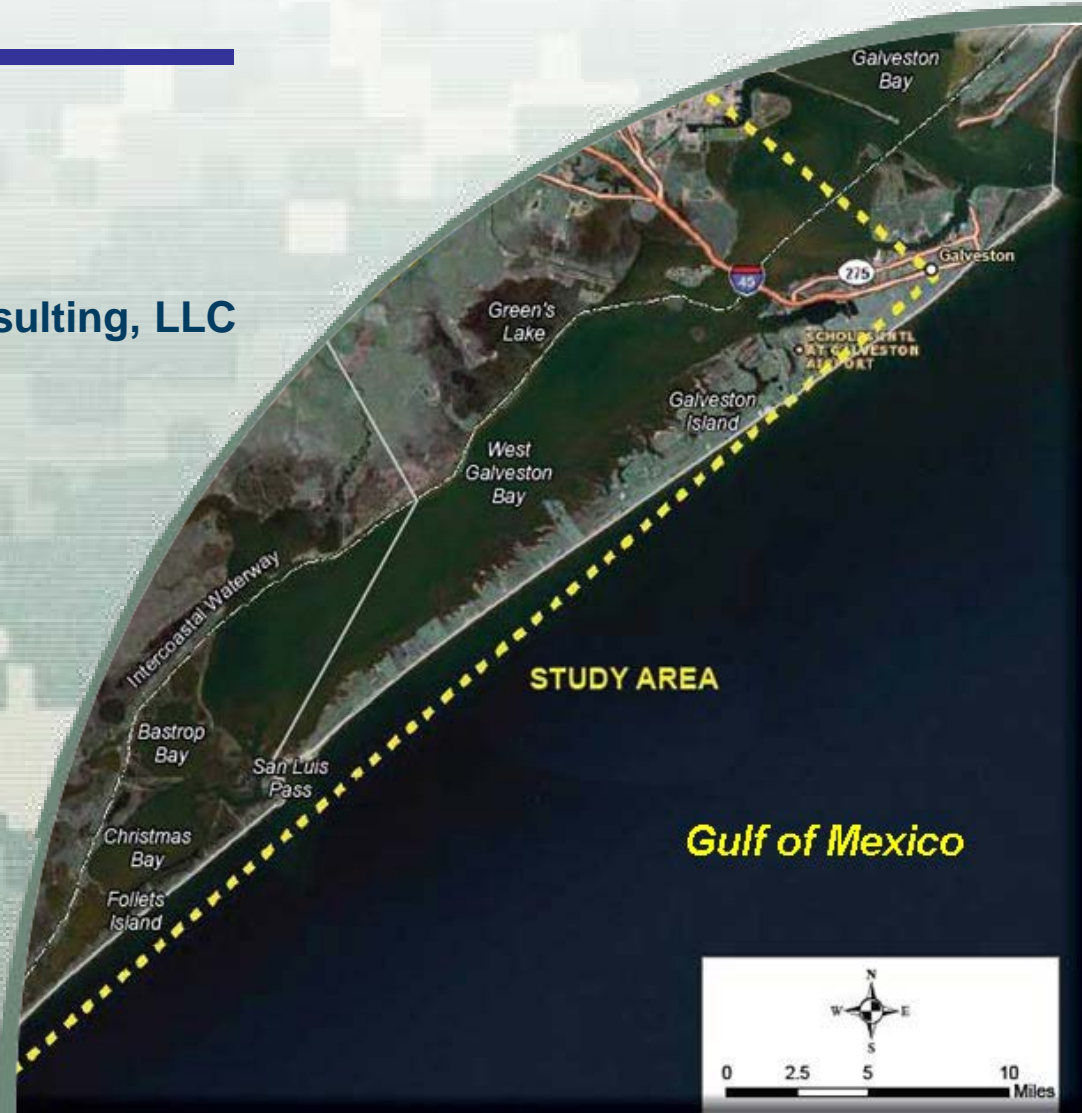 Galveston
Bay
sulting, LLC
45
275
Galveston
Green's
Lake
SCHOLES INTL
AT GALVESTON
AIRPORT
Galveston
Island
West
Galveston
Bay
Intercoastal Waterway
STUDY AREA
Bastrop
Bay
San Luis
Pass
Gulf of Mexico
Christmas
Bay
Follets
Island
N
W
E
S
0 2.5 5 10
Miles